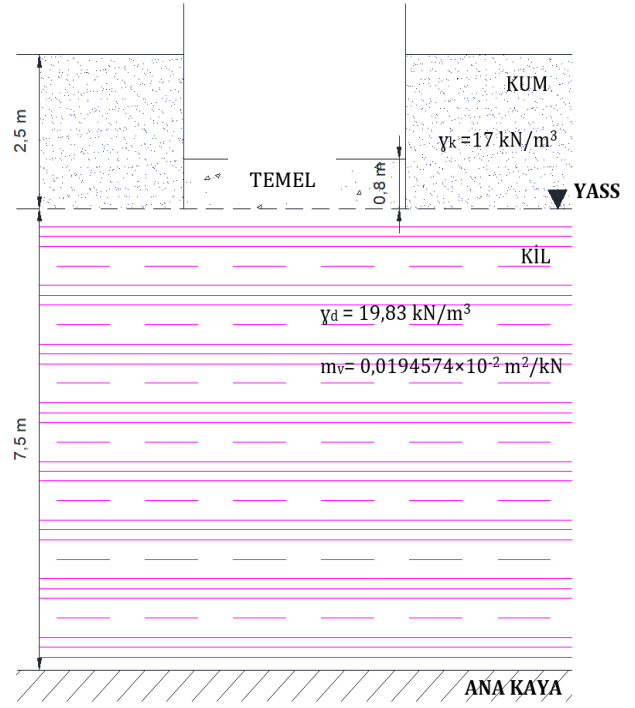 KUM
2,5 m
γk =17 kN/m³
TEMEL
0,8 m
YASS
KİL
γd = 19,83 kN/m³
mv= 0,0194574×10⁻² m²/kN
7,5 m
ANA KAYA